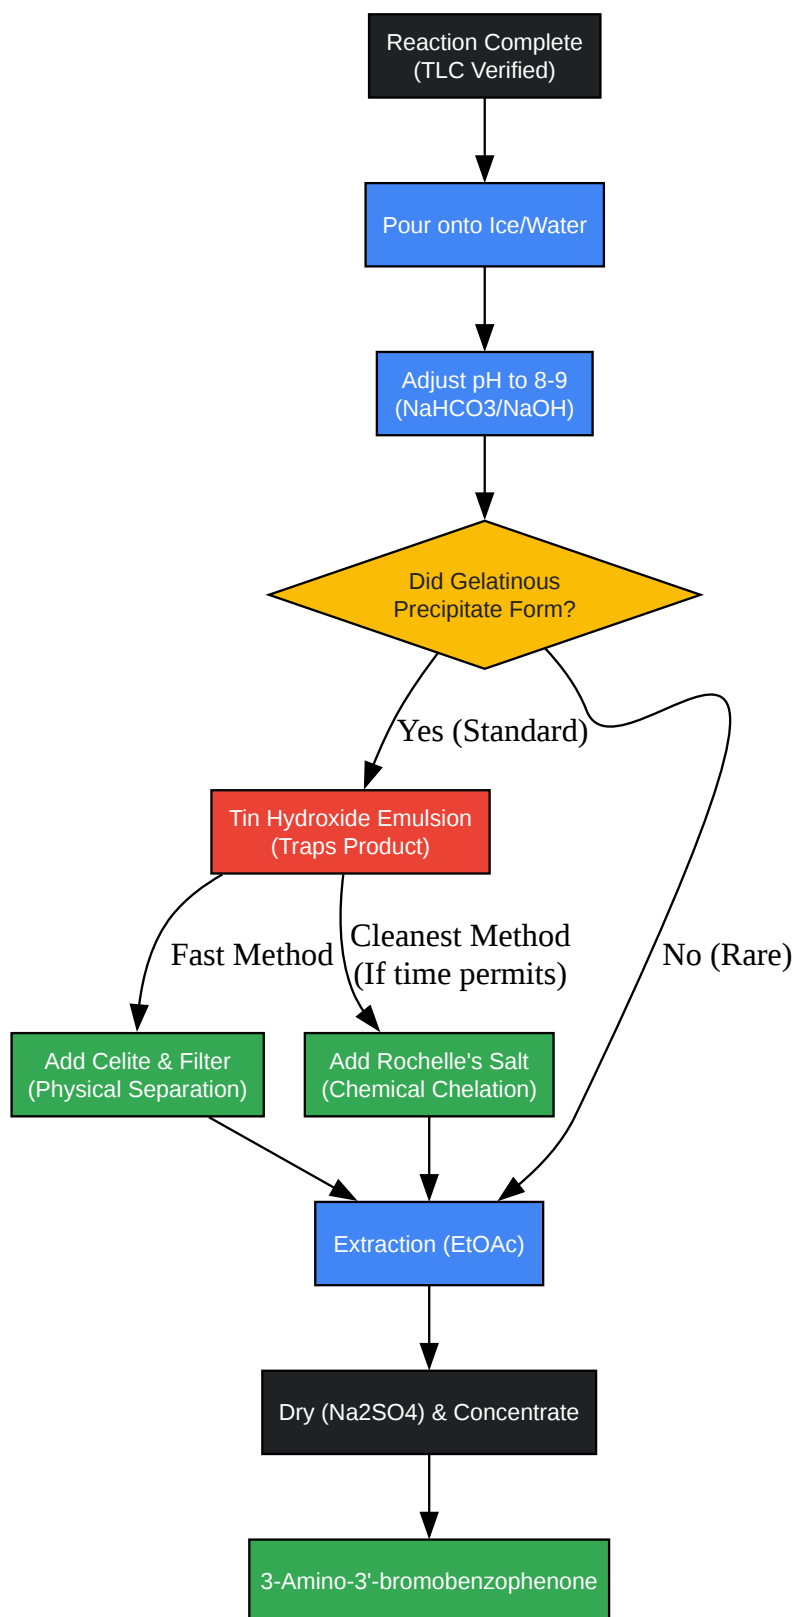 Reaction Complete
(TLC Verified)
Pour onto Ice/Water
Adjust pH to 8-9
(NaHCO3/NaOH)
Did Gelatinous
Precipitate Form?
Yes (Standard)
Tin Hydroxide Emulsion
(Traps Product)
Fast Method
Cleanest Method
(If time permits)
No (Rare)
Add Celite & Filter
(Physical Separation)
Add Rochelle's Salt
(Chemical Chelation)
Extraction (EtOAc)
Dry (Na2SO4) & Concentrate
3-Amino-3'-bromobenzophenone